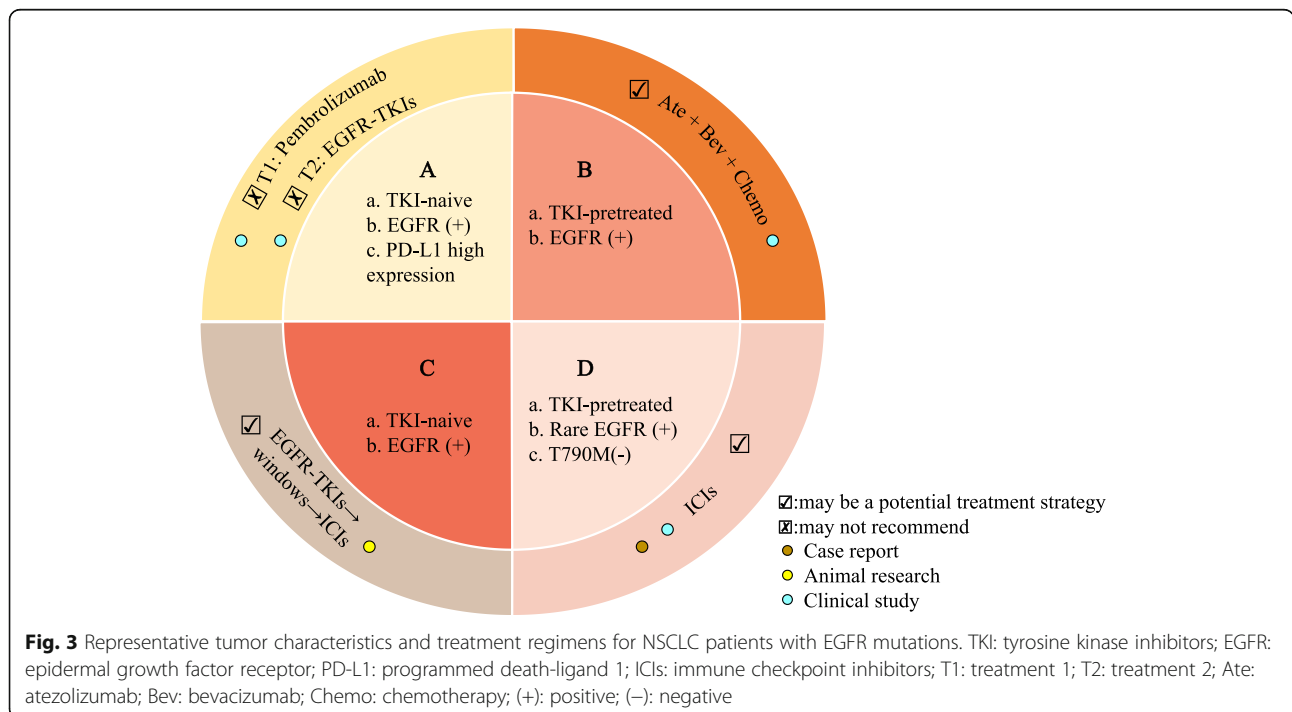 ☒ T1: Pembrolizumab
☒ T2: EGFR-TKIs
A
a. TKI-naive
b. EGFR (+)
c. PD-L1 high
expression
☑ Ate + Bev + Chemo
B
a. TKI-pretreated
b. EGFR (+)
C
a. TKI-naive
b. EGFR (+)
☑ EGFR-TKIs→
windows→ICIs
D
a. TKI-pretreated
b. Rare EGFR (+)
c. T790M(-)
☑
ICIs
☑:may be a potential treatment strategy
☒:may not recommend
Case report
Animal research
Clinical study
Fig. 3 Representative tumor characteristics and treatment regimens for NSCLC patients with EGFR mutations. TKI: tyrosine kinase inhibitors; EGFR:
epidermal growth factor receptor; PD-L1: programmed death-ligand 1; ICIs: immune checkpoint inhibitors; T1: treatment 1; T2: treatment 2; Ate:
atezolizumab; Bev: bevacizumab; Chemo: chemotherapy; (+): positive; (−): negative